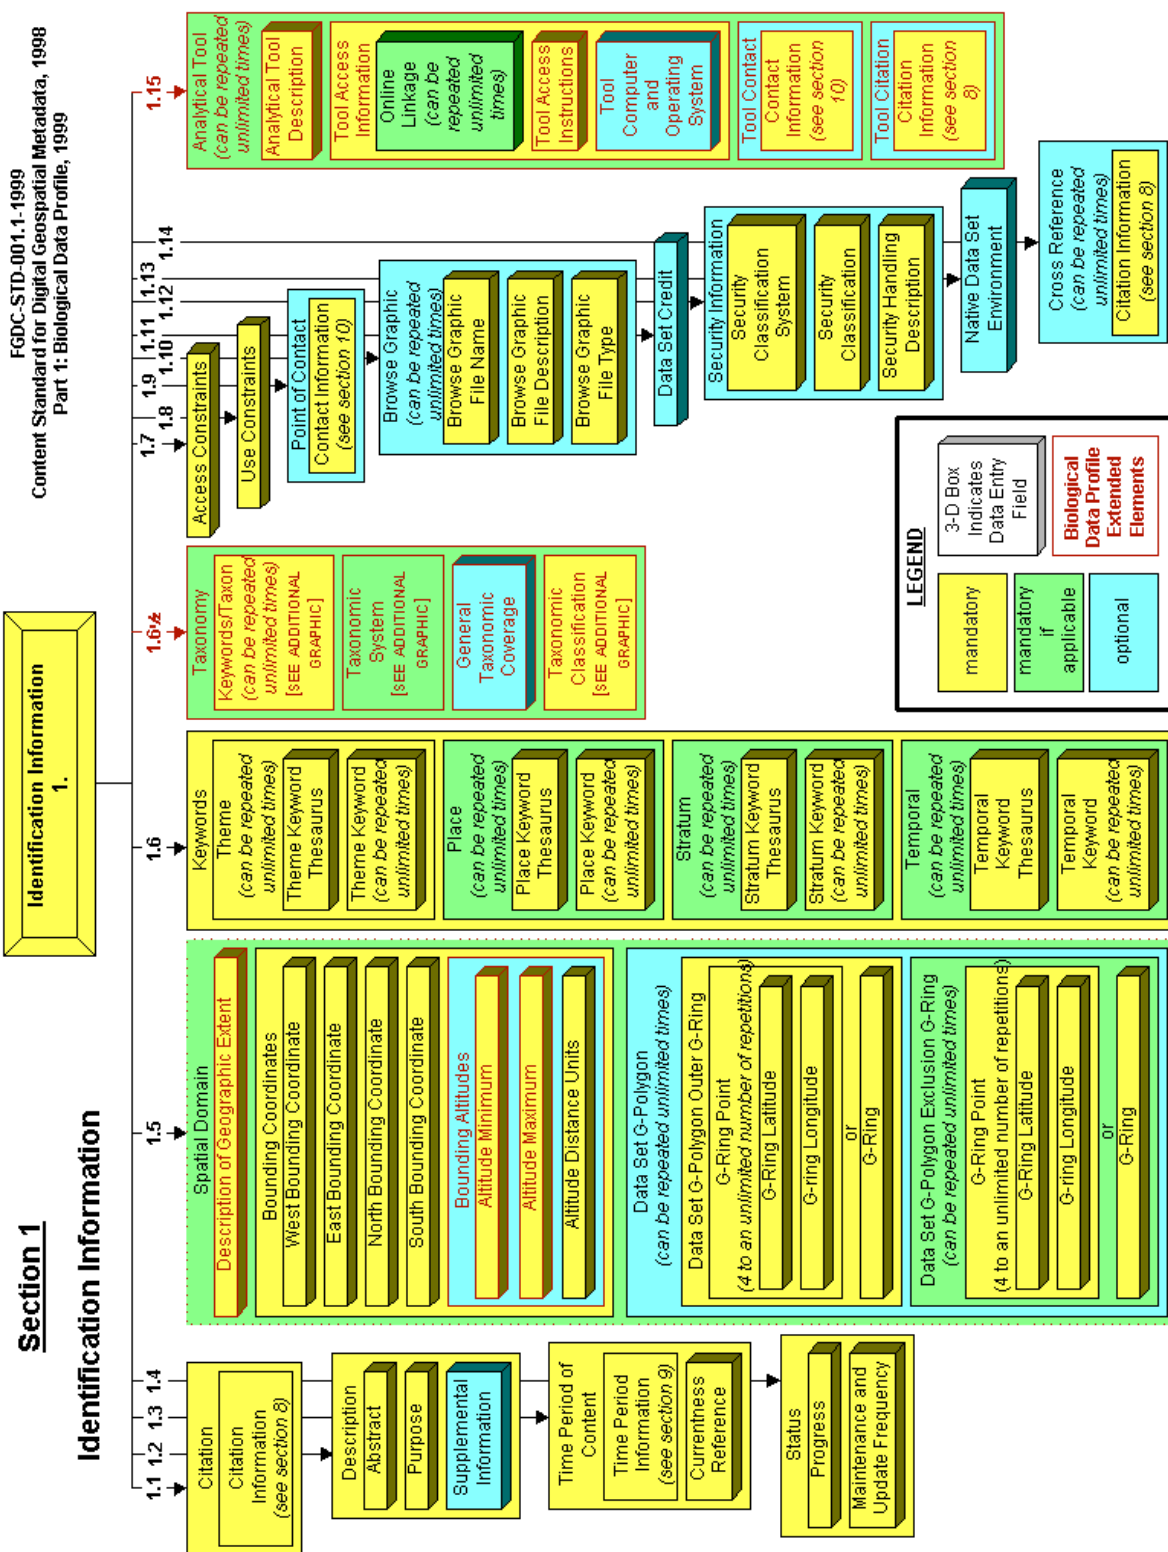 Section 1
Identification Information
FGDC-STD-001.1-1999
Content Standard for Digital Geospatial Metadata, 1998
Part 1: Biological Data Profile, 1999
Identification Information
1.
1.1
1.2
1.3
1.4
1.5
1.6
1.6½
1.7
1.8
1.9
1.10
1.11
1.12
1.13
1.14
1.15
Citation
Citation
Information
(see section 8)
Description
Abstract
Purpose
Supplemental
Information
Time Period of
Content
Time Period
Information
(see section 9)
Currentness
Reference
Status
Progress
Maintenance and
Update Frequency
Spatial Domain
Description of Geographic Extent
Bounding Coordinates
West Bounding Coordinate
East Bounding Coordinate
North Bounding Coordinate
South Bounding Coordinate
Bounding Altitudes
Altitude Minimum
Altitude Maximum
Altitude Distance Units
Data Set G-Polygon
(can be repeated unlimited times)
Data Set G-Polygon Outer G-Ring
G-Ring Point
(4 to an unlimited number of repetitions)
G-Ring Latitude
G-ring Longitude
or
G-Ring
Data Set G-Polygon Exclusion G-Ring
(can be repeated unlimited times)
G-Ring Point
(4 to an unlimited number of repetitions)
G-Ring Latitude
G-ring Longitude
or
G-Ring
Keywords
Theme
(can be repeated
unlimited times)
Theme Keyword
Thesaurus
Theme Keyword
(can be repeated
unlimited times)
Place
(can be repeated
unlimited times)
Place Keyword
Thesaurus
Place Keyword
(can be repeated
unlimited times)
Stratum
(can be repeated
unlimited times)
Stratum Keyword
Thesaurus
Stratum Keyword
(can be repeated
unlimited times)
Temporal
(can be repeated
unlimited times)
Temporal
Keyword
Thesaurus
Temporal
Keyword
(can be repeated
unlimited times)
Taxonomy
Keywords/Taxon
(can be repeated
unlimited times)
[SEE ADDITIONAL
GRAPHIC]
Taxonomic
System
[SEE ADDITIONAL
GRAPHIC]
General
Taxonomic
Coverage
Taxonomic
Classification
[SEE ADDITIONAL
GRAPHIC]
Access Constraints
Use Constraints
Point of Contact
Contact Information
(see section 10)
Browse Graphic
(can be repeated
unlimited times)
Browse Graphic
File Name
Browse Graphic
File Description
Browse Graphic
File Type
Data Set Credit
Security Information
Security
Classification
System
Security
Classification
Security Handling
Description
Native Data Set
Environment
Cross Reference
(can be repeated
unlimited times)
Citation Information
(see section 8)
Analytical Tool
(can be repeated
unlimited times)
Analytical Tool
Description
Tool Access
Information
Online
Linkage
(can be
repeated
unlimited
times)
Tool Access
Instructions
Tool
Computer
and
Operating
System
Tool Contact
Contact
Information
(see section
10)
Tool Citation
Citation
Information
(see section
8)
LEGEND
mandatory
mandatory
if
applicable
optional
3-D Box
Indicates
Data Entry
Field
Biological
Data Profile
Extended
Elements